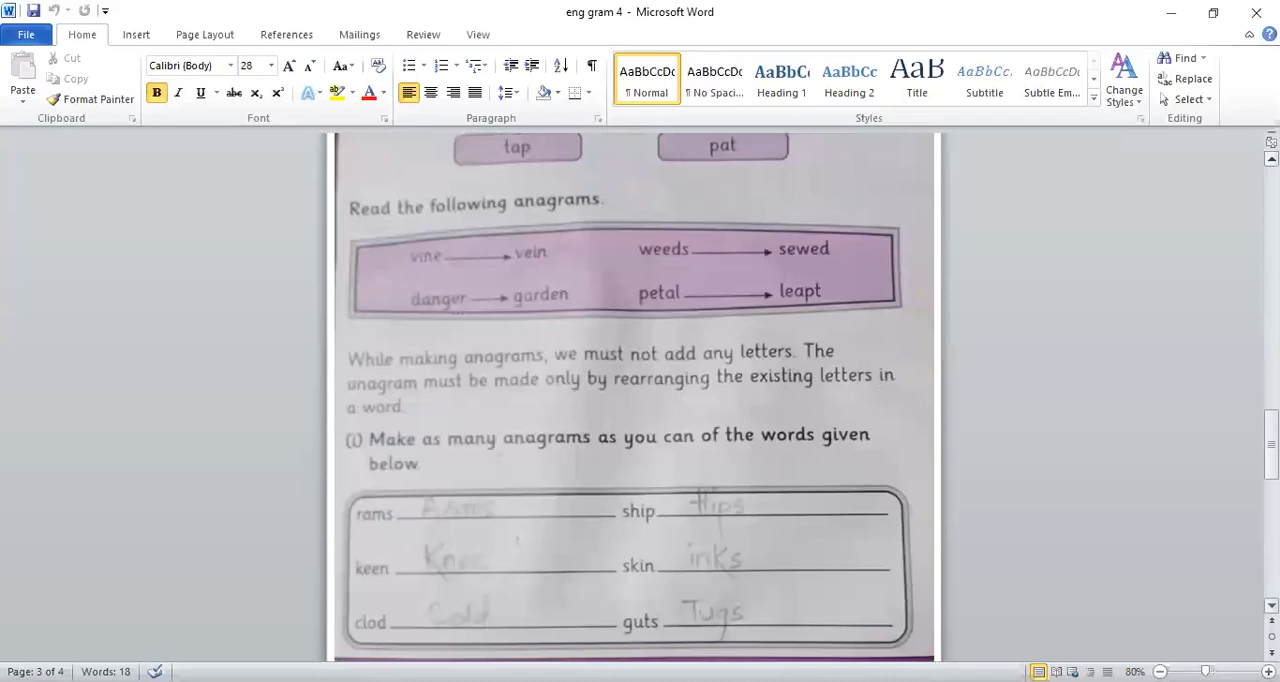 eng gram 4 - Microsoft Word
File Home Insert Page Layout References Mailings Review View
Paste
Cut
Copy
Format Painter
Clipboard
Calibri (Body) 28
Font
Paragraph
AaBbCcDc AaBbCcDc AaBbC AaBbCc AaB AaBbCc. AaBbCcDc
¶ Normal ¶ No Spaci... Heading 1 Heading 2 Title Subtitle Subtle Em...
Change Styles
Styles
Find
Replace
Select
Editing
tap pat
Read the following anagrams.
vine vein weeds sewed
danger garden petal leapt
While making anagrams, we must not add any letters. The
anagram must be made only by rearranging the existing letters in
a word.
(i) Make as many anagrams as you can of the words given
below.
rams ship
keen skin inks
clod Cold guts Tugs
Page: 3 of 4 Words: 18 80%